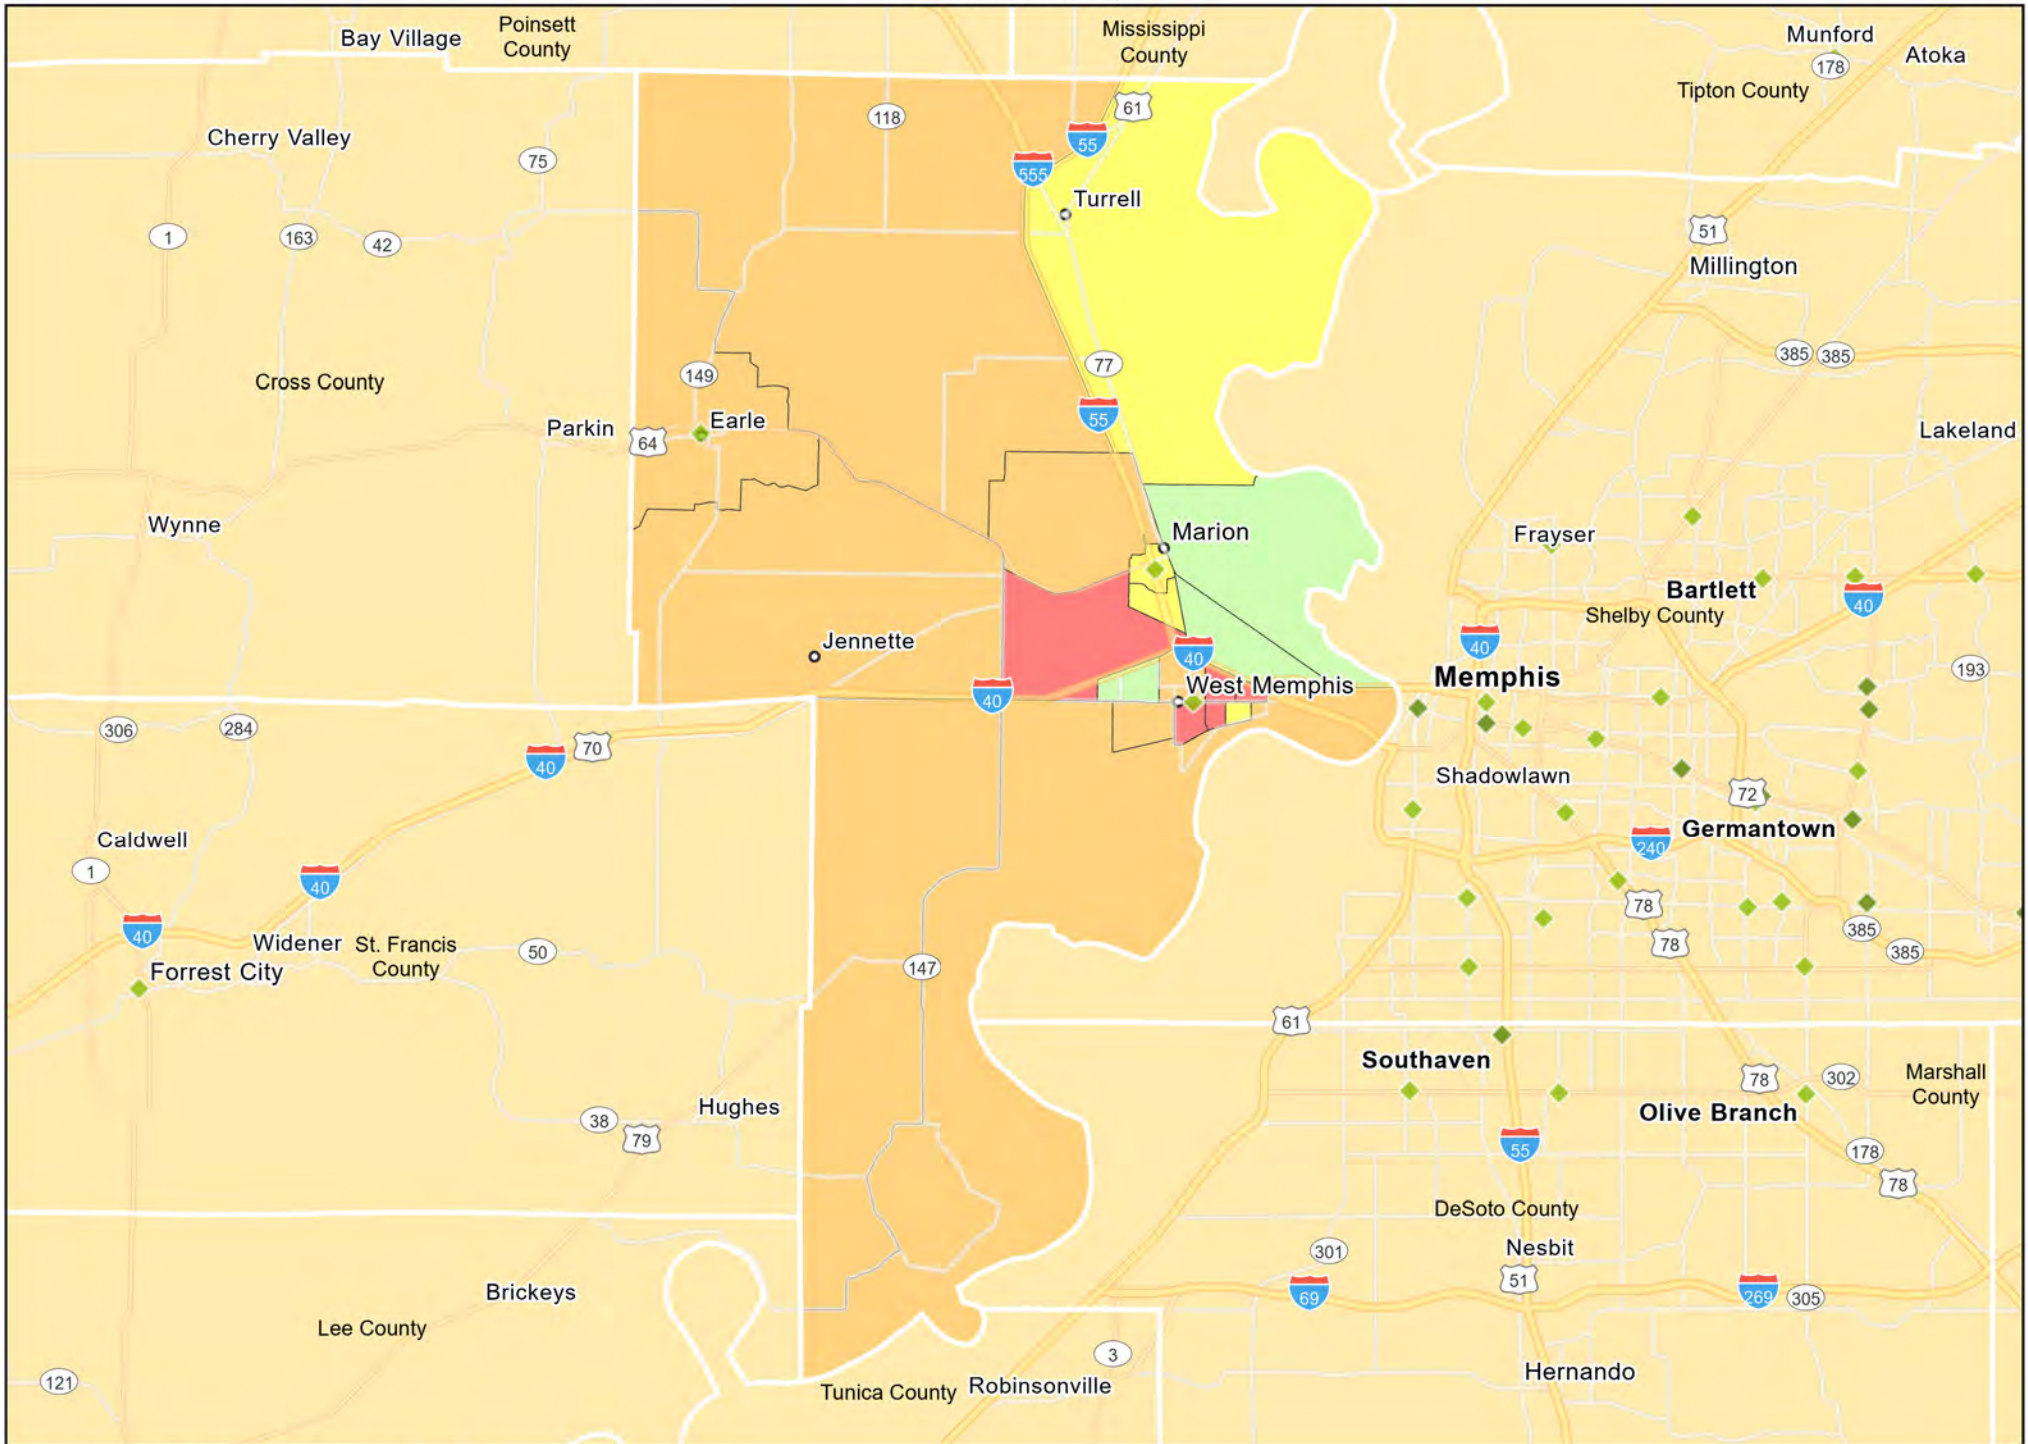 Bay Village
Poinsett
County
Mississippi
County
Munford
178
Atoka
Tipton County
61
118
55
Cherry Valley
75
555
Turrell
1
163
42
51
Millington
385
385
77
149
Cross County
55
Earle
Parkin
64
Lakeland
Wynne
Marion
Frayser
Bartlett
40
Shelby County
40
Jennette
40
193
Memphis
West Memphis
40
306
284
70
40
Shadowlawn
72
Germantown
Caldwell
240
1
40
78
40
Widener
St. Francis
County
50
78
385
385
Forrest City
147
61
Southaven
78
302
Marshall
County
Hughes
38
79
Olive Branch
55
178
78
DeSoto County
301
Nesbit
51
Brickeys
69
269
305
Lee County
3
121
Tunica County
Robinsonville
Hernando